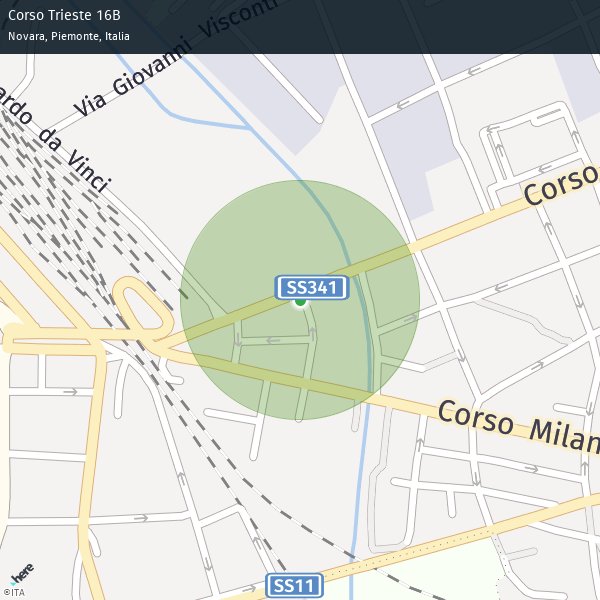 Corso Trieste 16B
Novara, Piemonte, Italia
Via Giovanni Visconti
ardo da Vinci
Corso
SS341
Corso Milan
SS11
here
©ITA